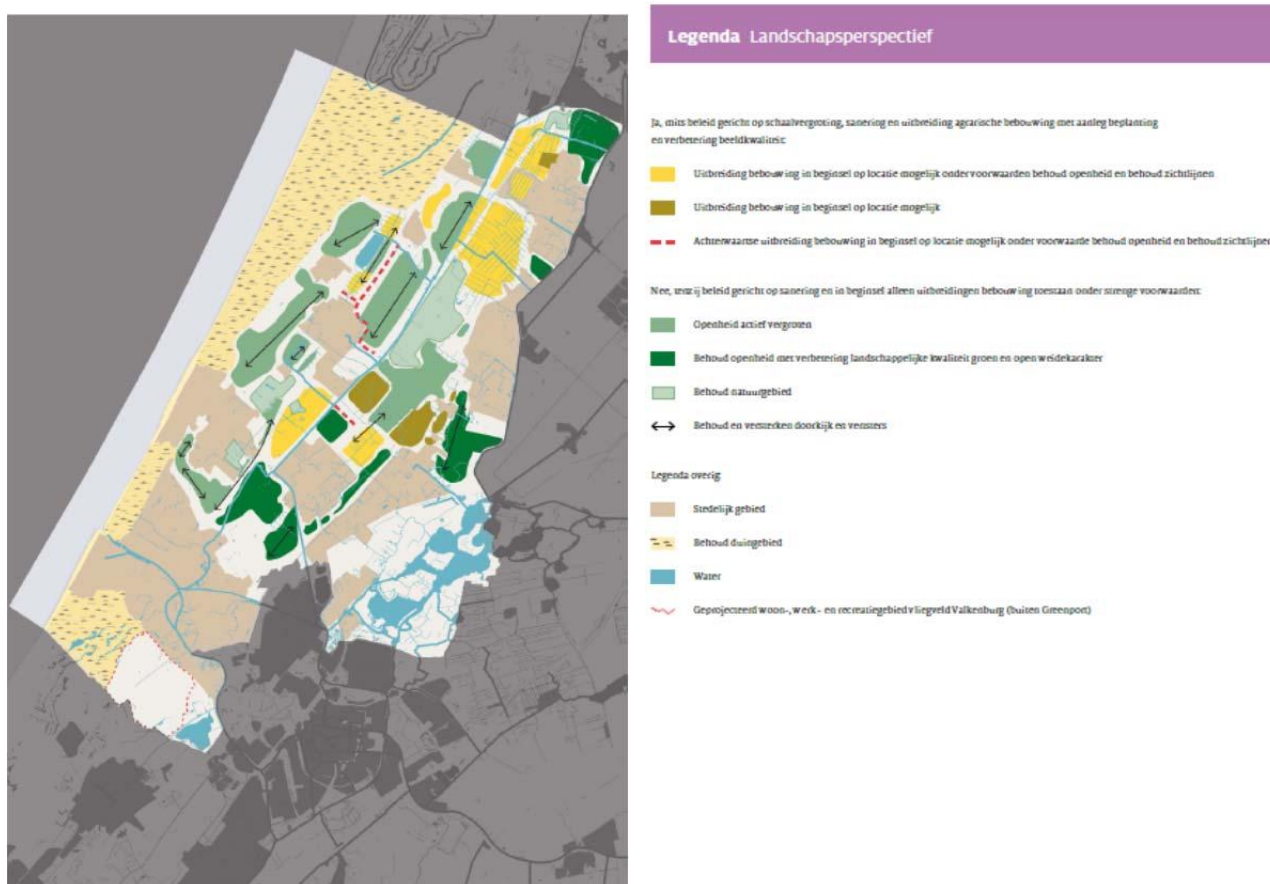 Legenda Landschapsperspectief
Ja, mits beleid gericht op schaalvergroting, sanering en uitbreiding agrarische bebouwing met aanleg beplanting
en verbetering beeldkwaliteit:
Uitbreiding bebouwing in beginsel op locatie mogelijk onder voorwaarden behoud openheid en behoud zichtlijnen
Uitbreiding bebouwing in beginsel op locatie mogelijk
Achterwaartse uitbreiding bebouwing in beginsel op locatie mogelijk onder voorwaarde behoud openheid en behoud zichtlijnen
Nee, tenzij beleid gericht op sanering en in beginsel alleen uitbreidingen bebouwing toestaan onder strenge voorwaarden:
Openheid actief vergroten
Behoud openheid met verbetering landschappelijke kwaliteit groen en open weidekarakter
Behoud natuurgebied
Behoud en versterken doorkijk en vensters
Legenda overig:
Stedelijk gebied
Behoud duingebied
Water
Geprojecteerd woon-, werk- en recreatiegebied vliegveld Valkenburg (buiten Greenport)